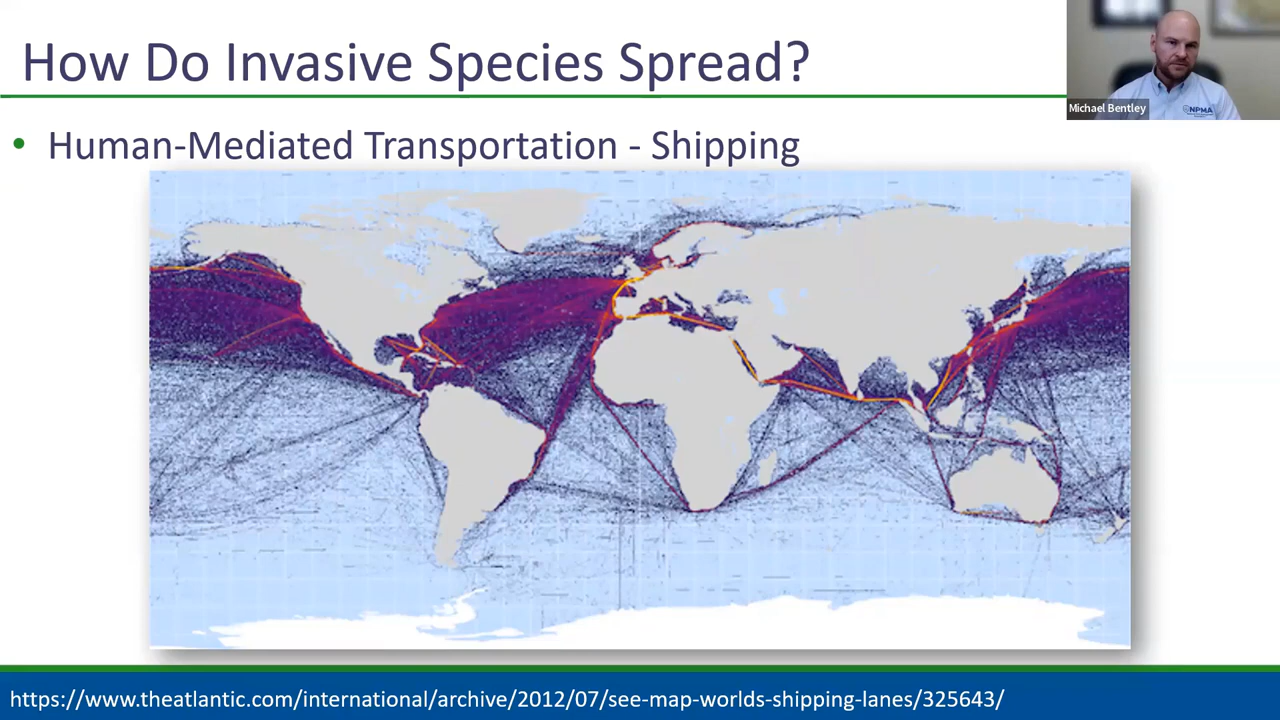 How Do Invasive Species Spread?
Michael Bentley
NPMA
• Human-Mediated Transportation - Shipping
https://www.theatlantic.com/international/archive/2012/07/see-map-worlds-shipping-lanes/325643/